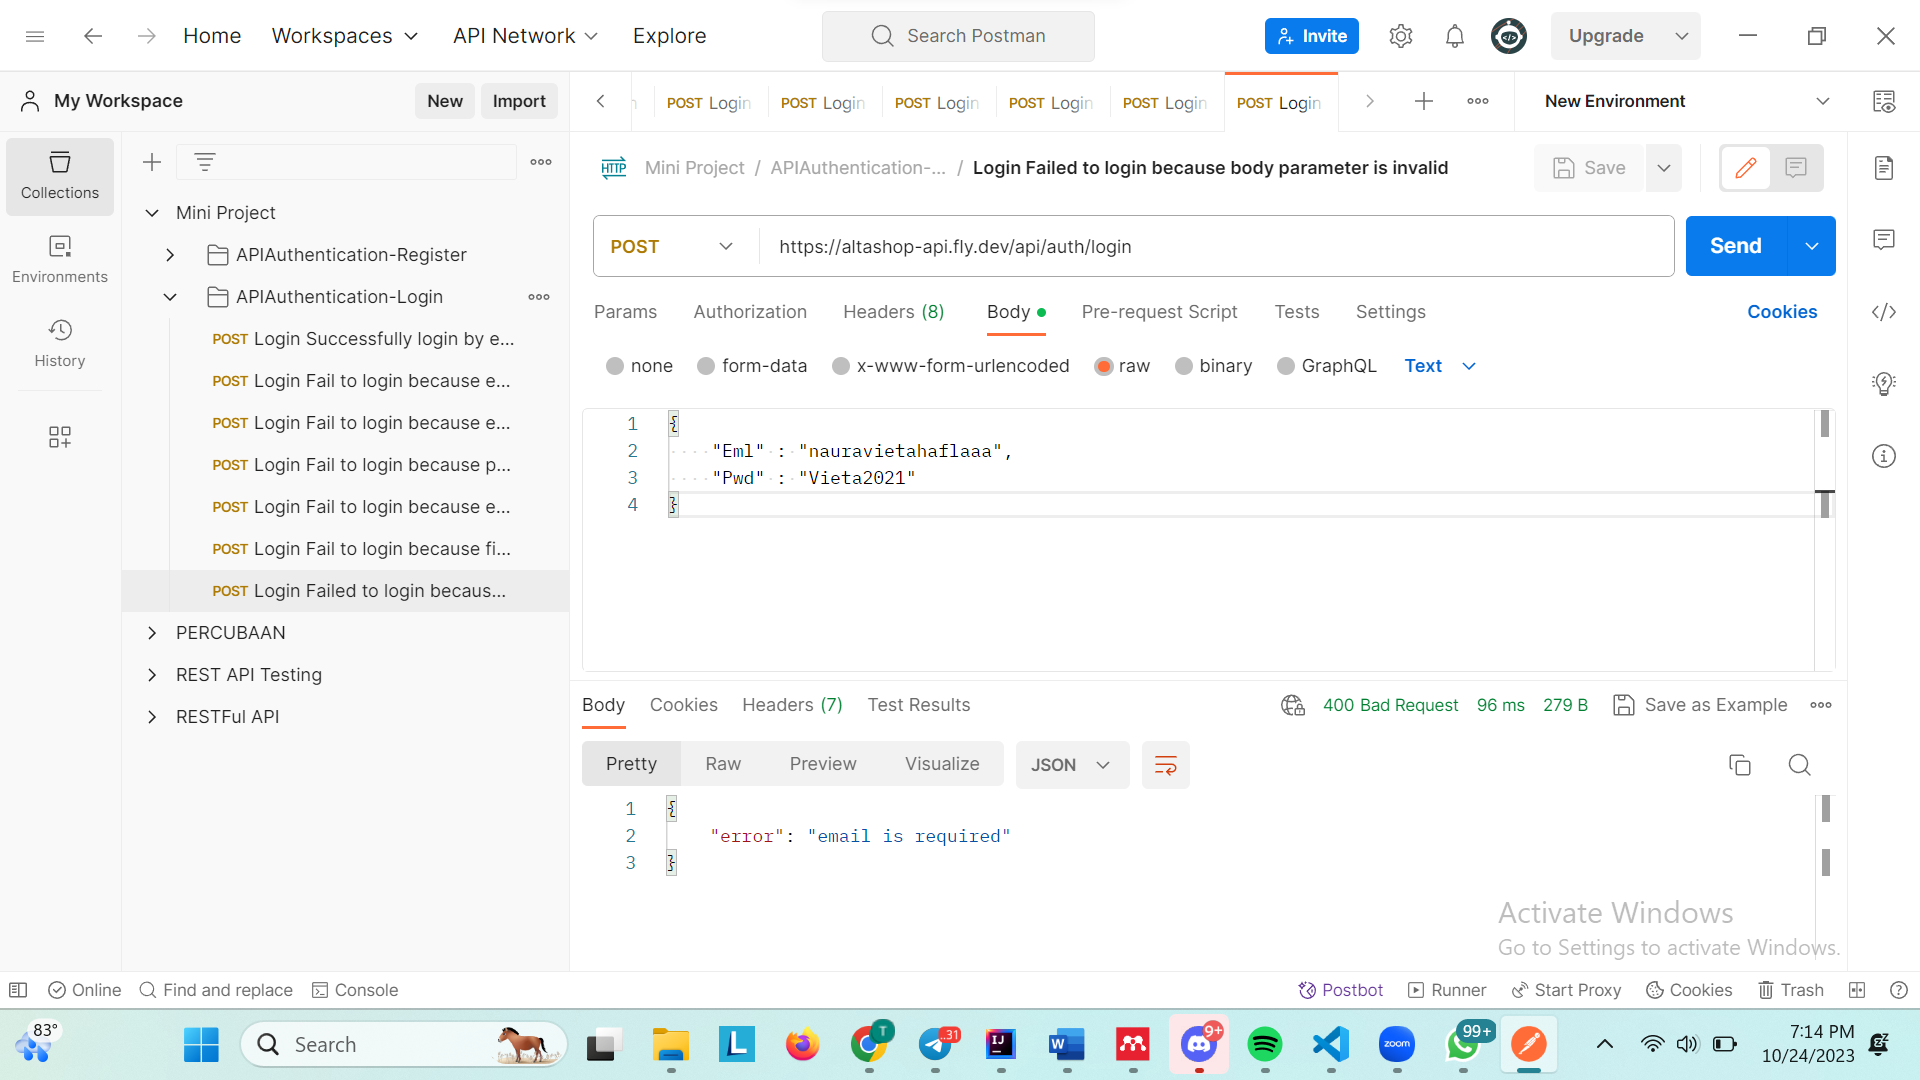 Home Workspaces API Network Explore Search Postman Invite Upgrade
My Workspace New Import POST Login POST Login POST Login POST Login POST Login POST Login New Environment
Collections
Environments
History
Mini Project
APIAuthentication-Register
APIAuthentication-Login
POST Login Successfully login by e...
POST Login Fail to login because e...
POST Login Fail to login because e...
POST Login Fail to login because p...
POST Login Fail to login because e...
POST Login Fail to login because fi...
POST Login Failed to login becaus...
PERCUBAAN
REST API Testing
RESTFul API
HTTP Mini Project / APIAuthentication-... / Login Failed to login because body parameter is invalid Save
POST https://altashop-api.fly.dev/api/auth/login Send
Params Authorization Headers (8) Body Pre-request Script Tests Settings Cookies
none form-data x-www-form-urlencoded raw binary GraphQL Text
1 {
2 "Eml" : "nauravietahaflaaa",
3 "Pwd" : "Vieta2021"
4 }
Body Cookies Headers (7) Test Results 400 Bad Request 96 ms 279 B Save as Example
Pretty Raw Preview Visualize JSON
1 {
2 "error": "email is required"
3 }
Activate Windows
Go to Settings to activate Windows.
Online Find and replace Console Postbot Runner Start Proxy Cookies Trash
83° Search L T ..31 IJ W 9+ zoom 99+ 7:14 PM
10/24/2023